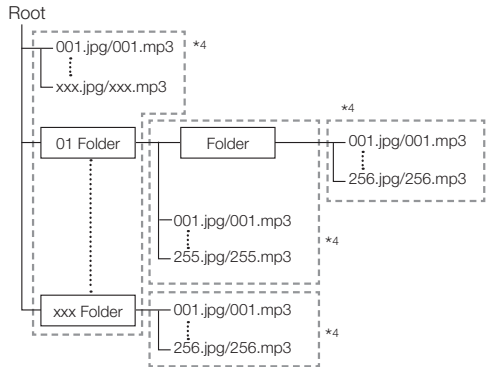 Root
001.jpg/001.mp3 *4
xxx.jpg/xxx.mp3
*4
01 Folder Folder 001.jpg/001.mp3
256.jpg/256.mp3
001.jpg/001.mp3
*4
255.jpg/255.mp3
xxx Folder 001.jpg/001.mp3
*4
256.jpg/256.mp3